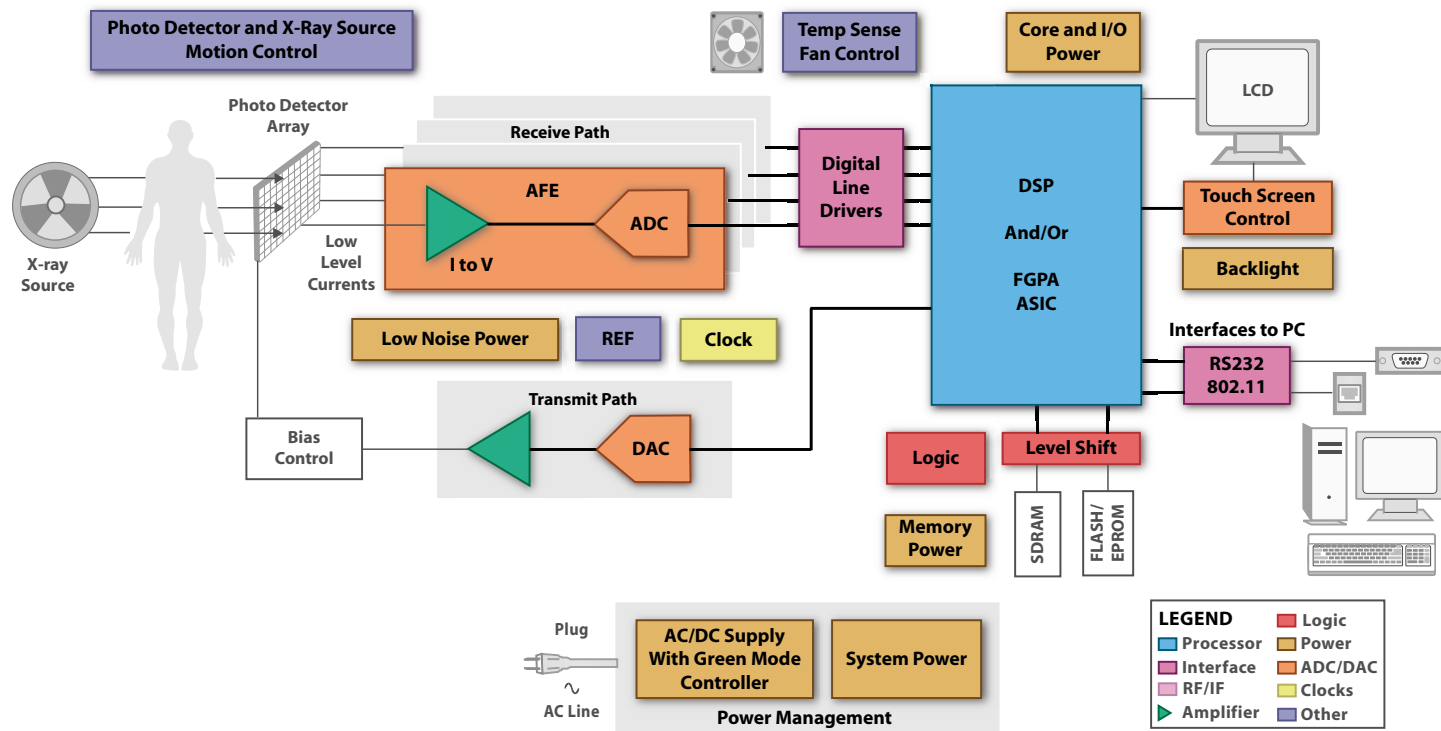 Photo Detector and X-Ray Source
Motion Control
Temp Sense
Fan Control
Core and I/O
Power
LCD
Photo Detector
Array
Receive Path
AFE
ADC
I to V
Digital
Line
Drivers
DSP
And/Or
FGPA
ASIC
Touch Screen
Control
Backlight
X-ray
Source
Low
Level
Currents
Low Noise Power
REF
Clock
Interfaces to PC
RS232
802.11
Transmit Path
DAC
Bias
Control
Logic
Level Shift
Memory
Power
SDRAM
FLASH/
EPROM
Plug
AC Line
AC/DC Supply
With Green Mode
Controller
System Power
Power Management
LEGEND
Processor
Interface
RF/IF
Amplifier
Logic
Power
ADC/DAC
Clocks
Other